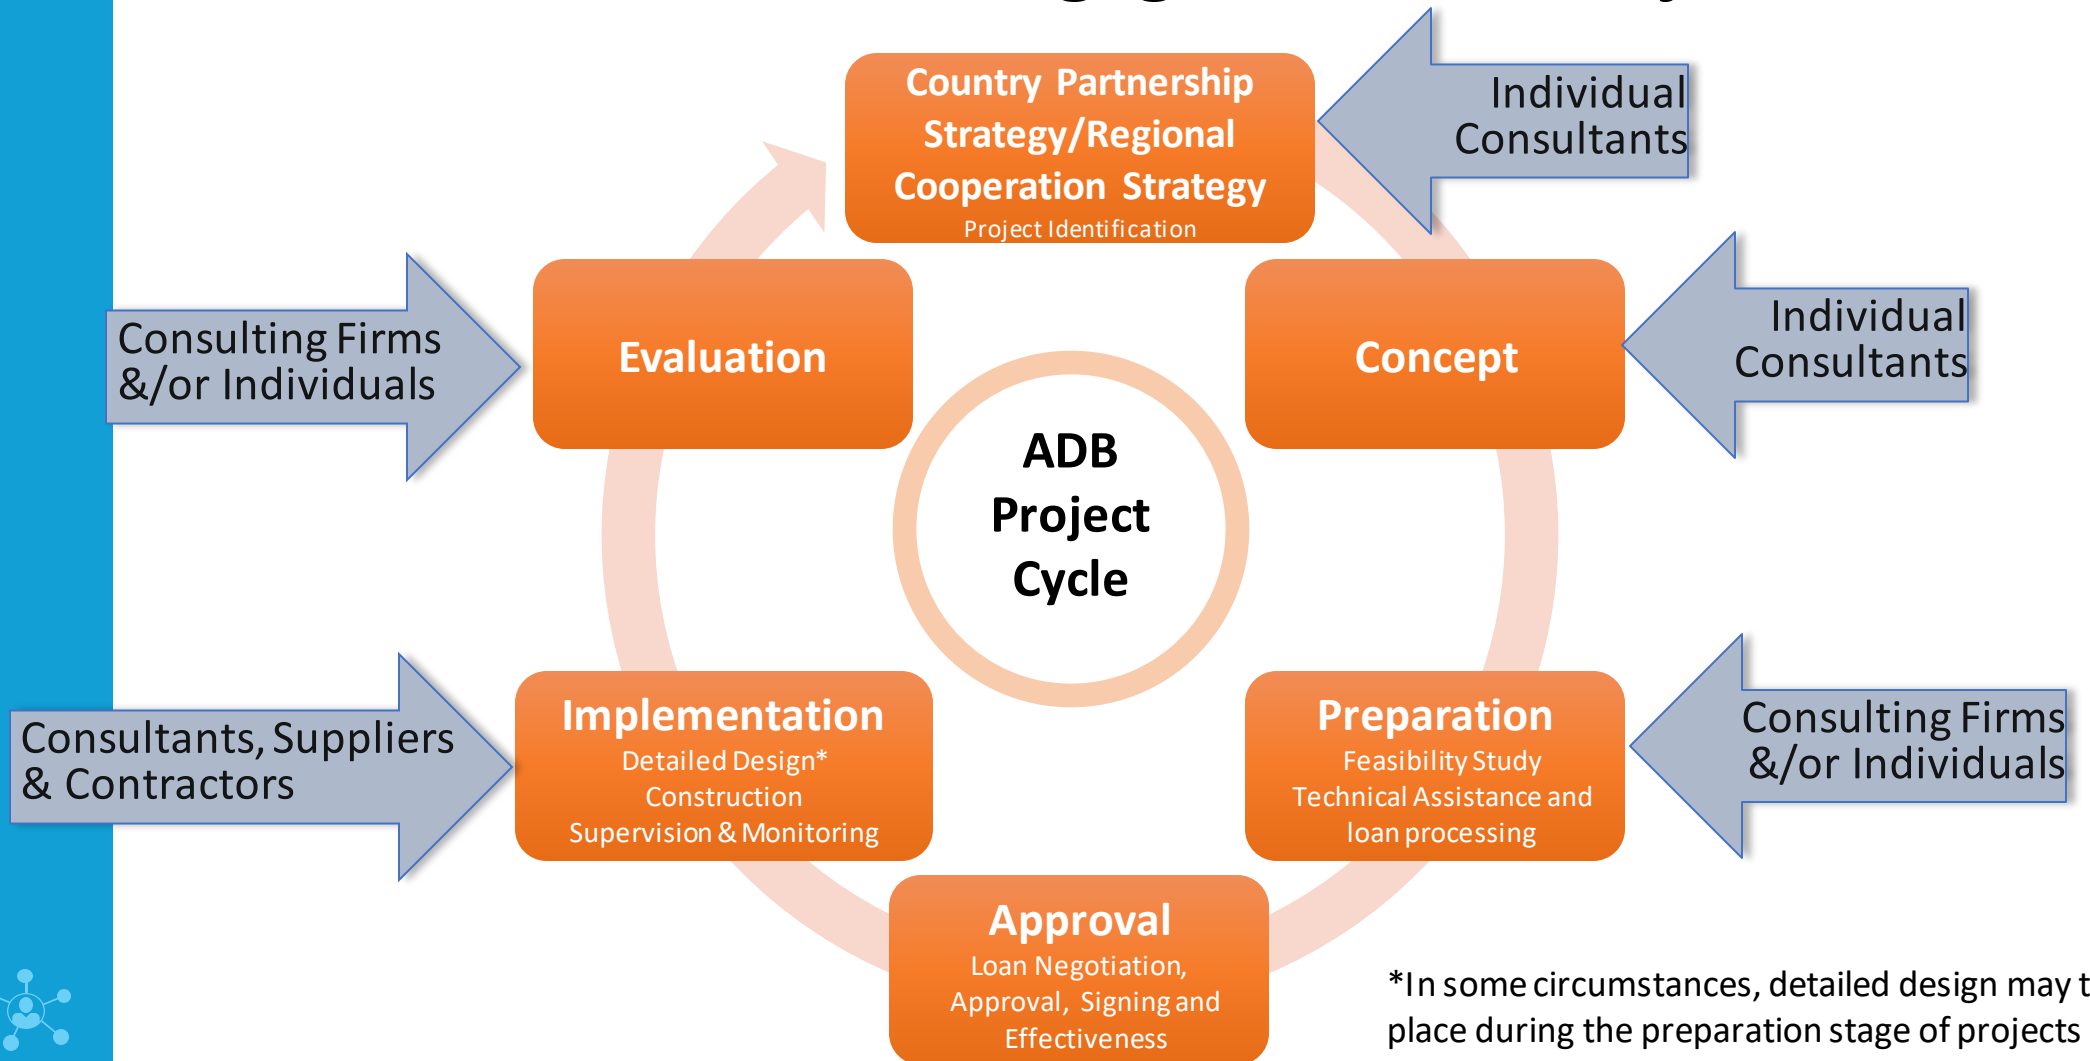 Country Partnership
Strategy/Regional
Cooperation Strategy
Project Identification
Individual
Consultants
Concept
Individual
Consultants
Preparation
Feasibility Study
Technical Assistance and
loan processing
Consulting Firms
&/or Individuals
Approval
Loan Negotiation,
Approval, Signing and
Effectiveness
Implementation
Detailed Design*
Construction
Supervision & Monitoring
Consultants, Suppliers
& Contractors
Evaluation
Consulting Firms
&/or Individuals
ADB
Project
Cycle
*In some circumstances, detailed design may t
place during the preparation stage of projects